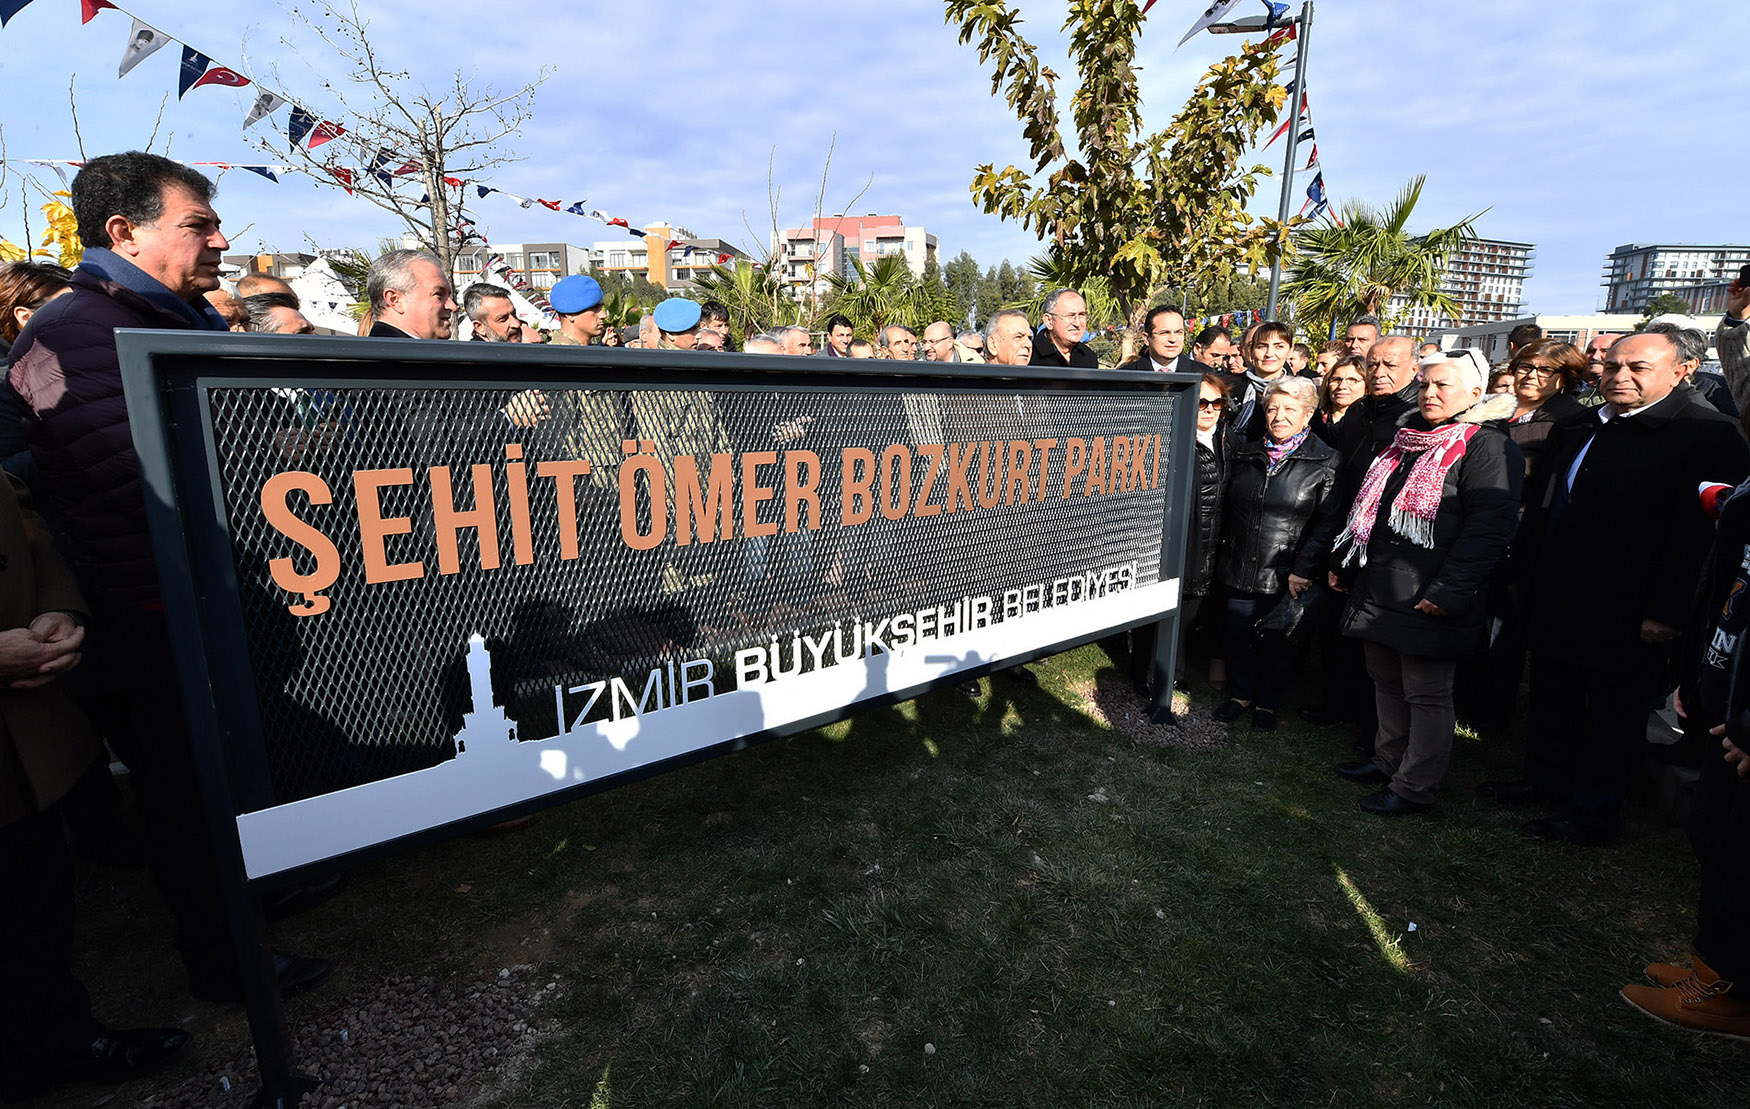 ŞEHİT ÖMER BOZKURT PARKI
İZMİR BÜYÜKŞEHİR BELEDİYESİ